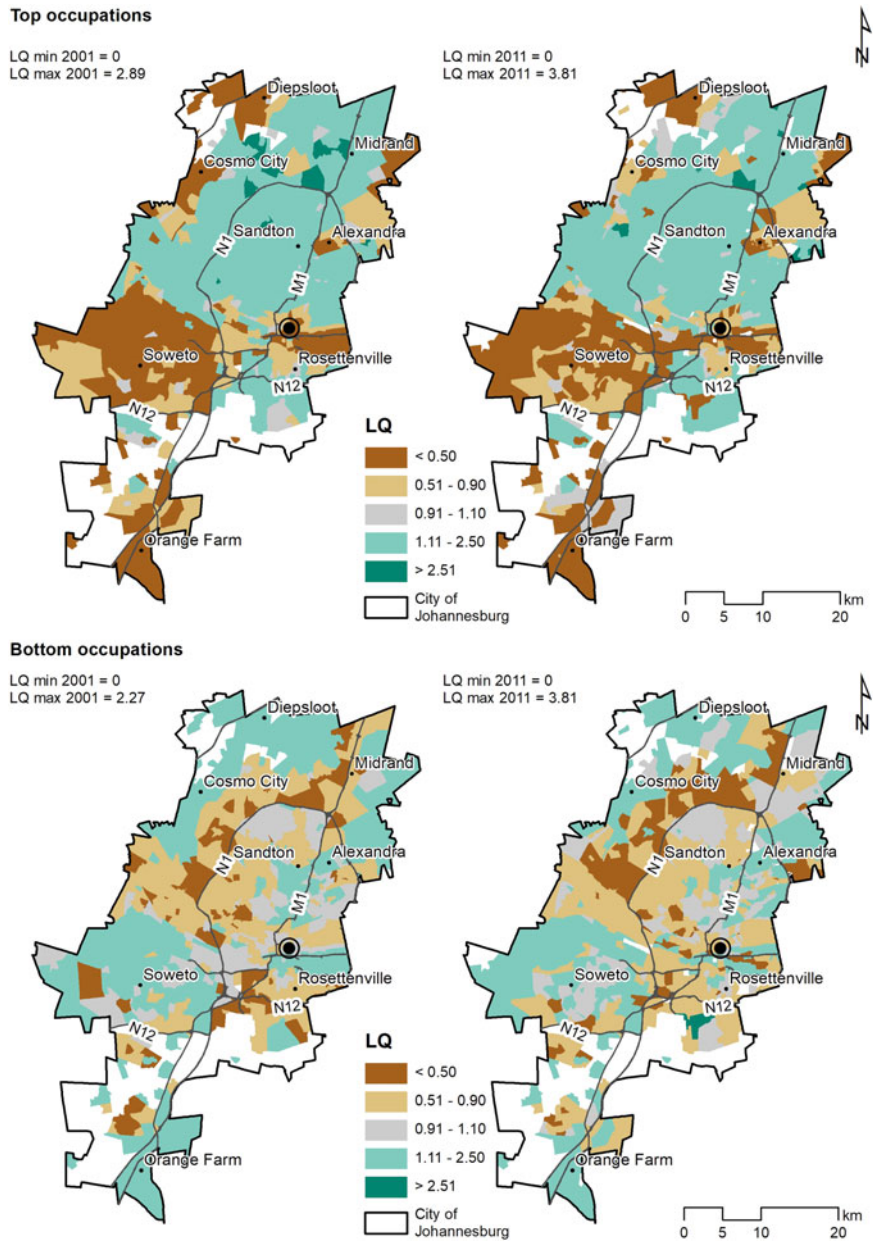 Top occupations
LQ min 2001 = 0
LQ max 2001 = 2.89
LQ min 2011 = 0
LQ max 2011 = 3.81
N
Diepsloot
Midrand
Cosmo City
N1
Sandton
Alexandra
M1
Soweto
Rosettenville
N12
N12
Orange Farm
Diepsloot
Midrand
Cosmo City
N1
Sandton
Alexandra
M1
Soweto
Rosettenville
N12
N12
Orange Farm
LQ
< 0.50
0.51 - 0.90
0.91 - 1.10
1.11 - 2.50
> 2.51
City of
Johannesburg
0 5 10 20
km
Bottom occupations
LQ min 2001 = 0
LQ max 2001 = 2.27
LQ min 2011 = 0
LQ max 2011 = 3.81
N
Diepsloot
Midrand
Cosmo City
N1
Sandton
Alexandra
M1
Soweto
Rosettenville
N12
N12
Orange Farm
Diepsloot
Midrand
Cosmo City
N1
Sandton
Alexandra
M1
Soweto
Rosettenville
N12
N12
Orange Farm
LQ
< 0.50
0.51 - 0.90
0.91 - 1.10
1.11 - 2.50
> 2.51
City of
Johannesburg
km
0 5 10 20